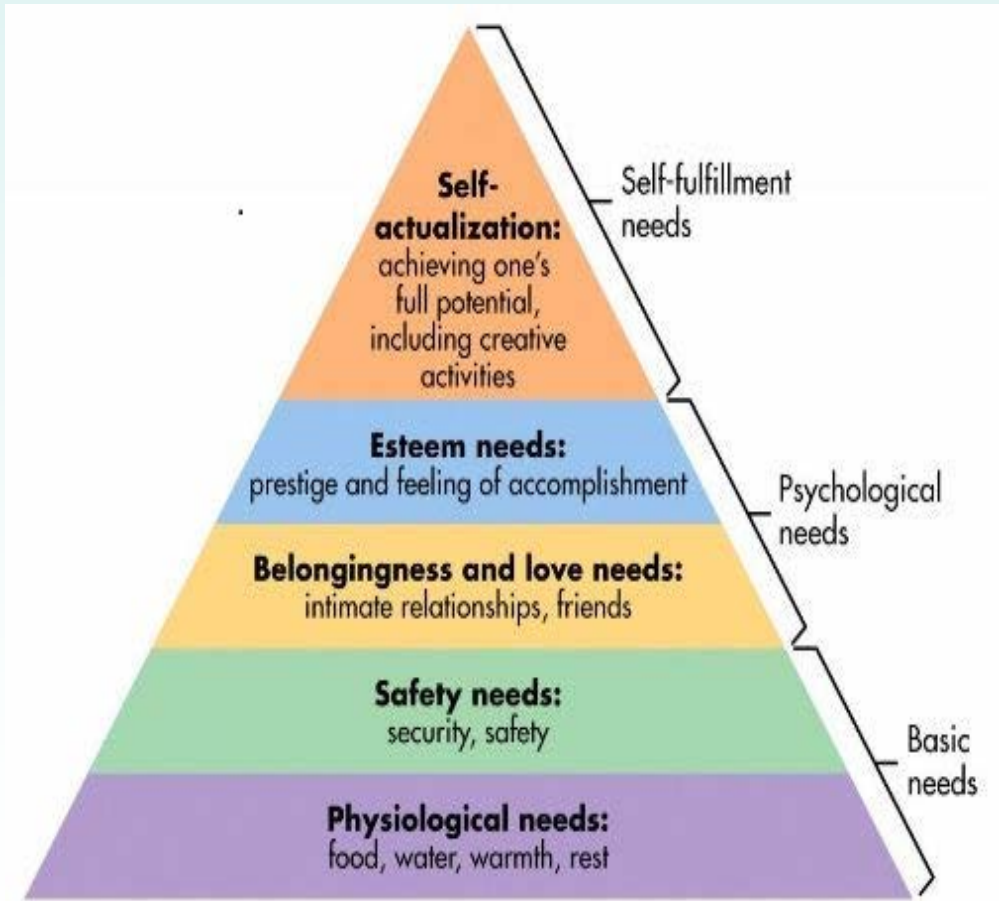 Self-
actualization:
achieving one's
full potential,
including creative
activities
Self-fulfillment
needs
Esteem needs:
prestige and feeling of accomplishment
Psychological
needs
Belongingness and love needs:
intimate relationships, friends
Safety needs:
security, safety
Basic
needs
Physiological needs:
food, water, warmth, rest